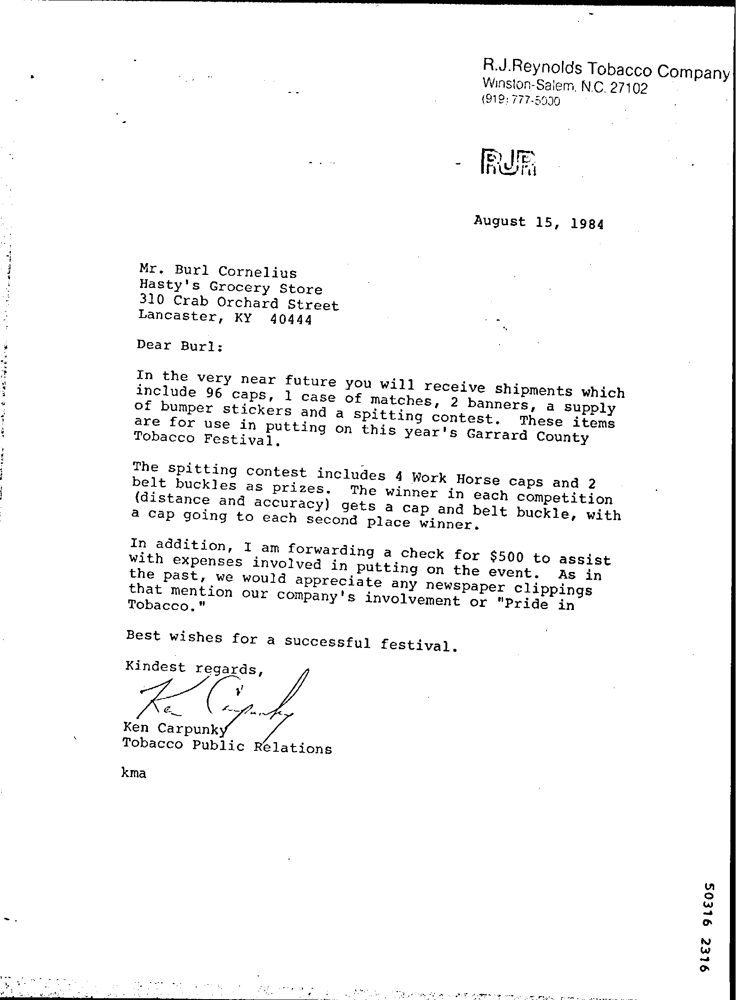 R.J.Reynolds Tobacco Company
Winston-Salem, N.C. 27102
(919) 777-5000
RJR
August 15, 1984
Mr. Burl Cornelius
Hasty's Grocery Store
310 Crab Orchard Street
Lancaster, KY 40444
Dear Burl:
In the very near future you will receive shipments which
include 96 caps, 1 case of matches, 2 banners, a supply
of bumper stickers and a spitting contest. These items
are for use in putting on this year's Garrard County
Tobacco Festival.
The spitting contest includes 4 Work Horse caps and 2
belt buckles as prizes. The winner in each competition
(distance and accuracy) gets a cap and belt buckle, with
a cap going to each second place winner.
In addition, I am forwarding a check for $500 to assist
with expenses involved in putting on the event. As in
the past, we would appreciate any newspaper clippings
that mention our company's involvement or "Pride in
Tobacco."
Best wishes for a successful festival.
Kindest regards,
Ken Carpunky
Ken Carpunky
Tobacco Public Relations
kma
50316 2316